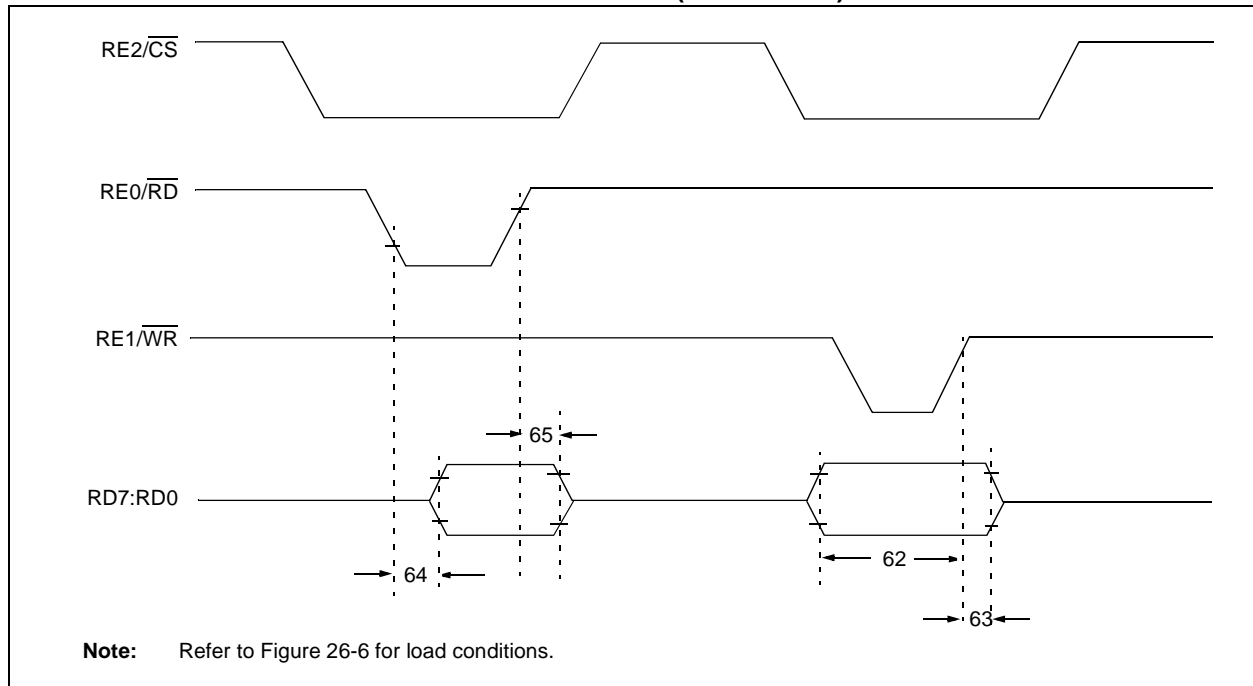 RE2/CS
RE0/RD
RE1/WR
65
RD7:RD0
62
64
63
Note: Refer to Figure 26-6 for load conditions.